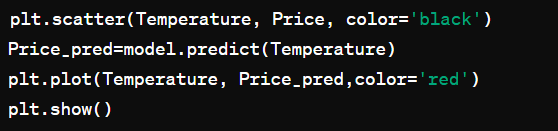 plt.scatter(Temperature, Price, color='black')
Price_pred=model.predict(Temperature)
plt.plot(Temperature, Price_pred,color='red')
plt.show()